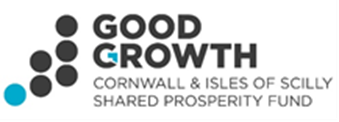 GOOD
GROWTH
CORNWALL & ISLES OF SCILLY
SHARED PROSPERITY FUND